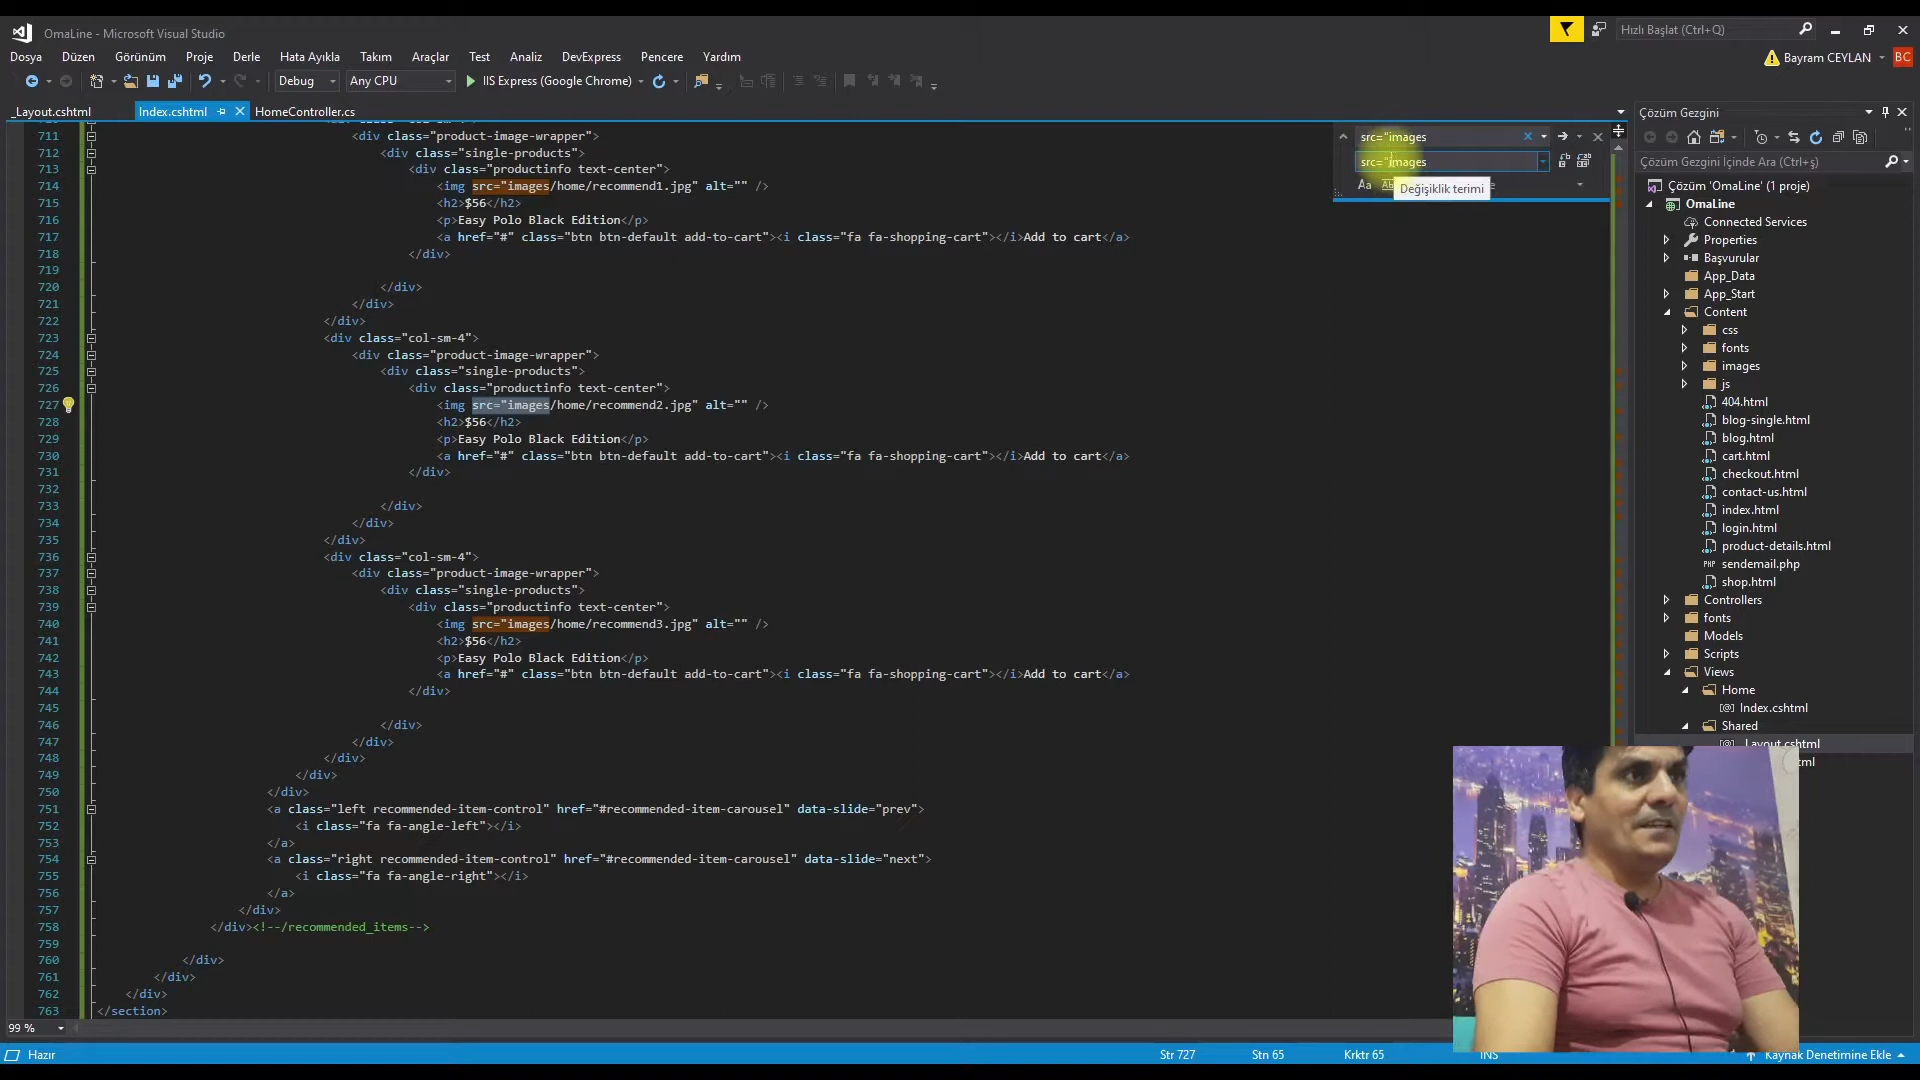 OmaLine - Microsoft Visual Studio
Hızlı Başlat (Ctrl+Q)
Dosya Düzen Görünüm Proje Derle Hata Ayıkla Takım Araçlar Test Analiz DevExpress Pencere Yardım
Bayram CEYLAN BC
Debug Any CPU IIS Express (Google Chrome)
_Layout.cshtml Index.cshtml HomeController.cs
711 <div class="product-image-wrapper">
712 <div class="single-products">
713 <div class="productinfo text-center">
714 <img src="images/home/recommend1.jpg" alt="" />
715 <h2>$56</h2>
716 <p>Easy Polo Black Edition</p>
717 <a href="#" class="btn btn-default add-to-cart"><i class="fa fa-shopping-cart"></i>Add to cart</a>
718 </div>
719
720 </div>
721 </div>
722 </div>
723 <div class="col-sm-4">
724 <div class="product-image-wrapper">
725 <div class="single-products">
726 <div class="productinfo text-center">
727 <img src="images/home/recommend2.jpg" alt="" />
728 <h2>$56</h2>
729 <p>Easy Polo Black Edition</p>
730 <a href="#" class="btn btn-default add-to-cart"><i class="fa fa-shopping-cart"></i>Add to cart</a>
731 </div>
732
733 </div>
734 </div>
735 </div>
736 <div class="col-sm-4">
737 <div class="product-image-wrapper">
738 <div class="single-products">
739 <div class="productinfo text-center">
740 <img src="images/home/recommend3.jpg" alt="" />
741 <h2>$56</h2>
742 <p>Easy Polo Black Edition</p>
743 <a href="#" class="btn btn-default add-to-cart"><i class="fa fa-shopping-cart"></i>Add to cart</a>
744 </div>
745
746 </div>
747 </div>
748 </div>
749 </div>
750 </div>
751 <a class="left recommended-item-control" href="#recommended-item-carousel" data-slide="prev">
752 <i class="fa fa-angle-left"></i>
753 </a>
754 <a class="right recommended-item-control" href="#recommended-item-carousel" data-slide="next">
755 <i class="fa fa-angle-right"></i>
756 </a>
757 </div>
758 </div><!--/recommended_items-->
759
760 </div>
761 </div>
762 </div>
763 </section>
src="images
src="images
Aa
Değişiklik terimi
Çözüm Gezgini
Çözüm Gezgini İçinde Ara (Ctrl+ş)
Çözüm 'OmaLine' (1 proje)
OmaLine
Connected Services
Properties
Başvurular
App_Data
App_Start
Content
css
fonts
images
js
404.html
blog-single.html
blog.html
cart.html
checkout.html
contact-us.html
index.html
login.html
product-details.html
PHP sendemail.php
shop.html
Controllers
fonts
Models
Scripts
Views
Home
Index.cshtml
Shared
_Layout.cshtml
99 %
Hazır Str 727 Stn 65 Krktr 65 INS Kaynak Denetimine Ekle